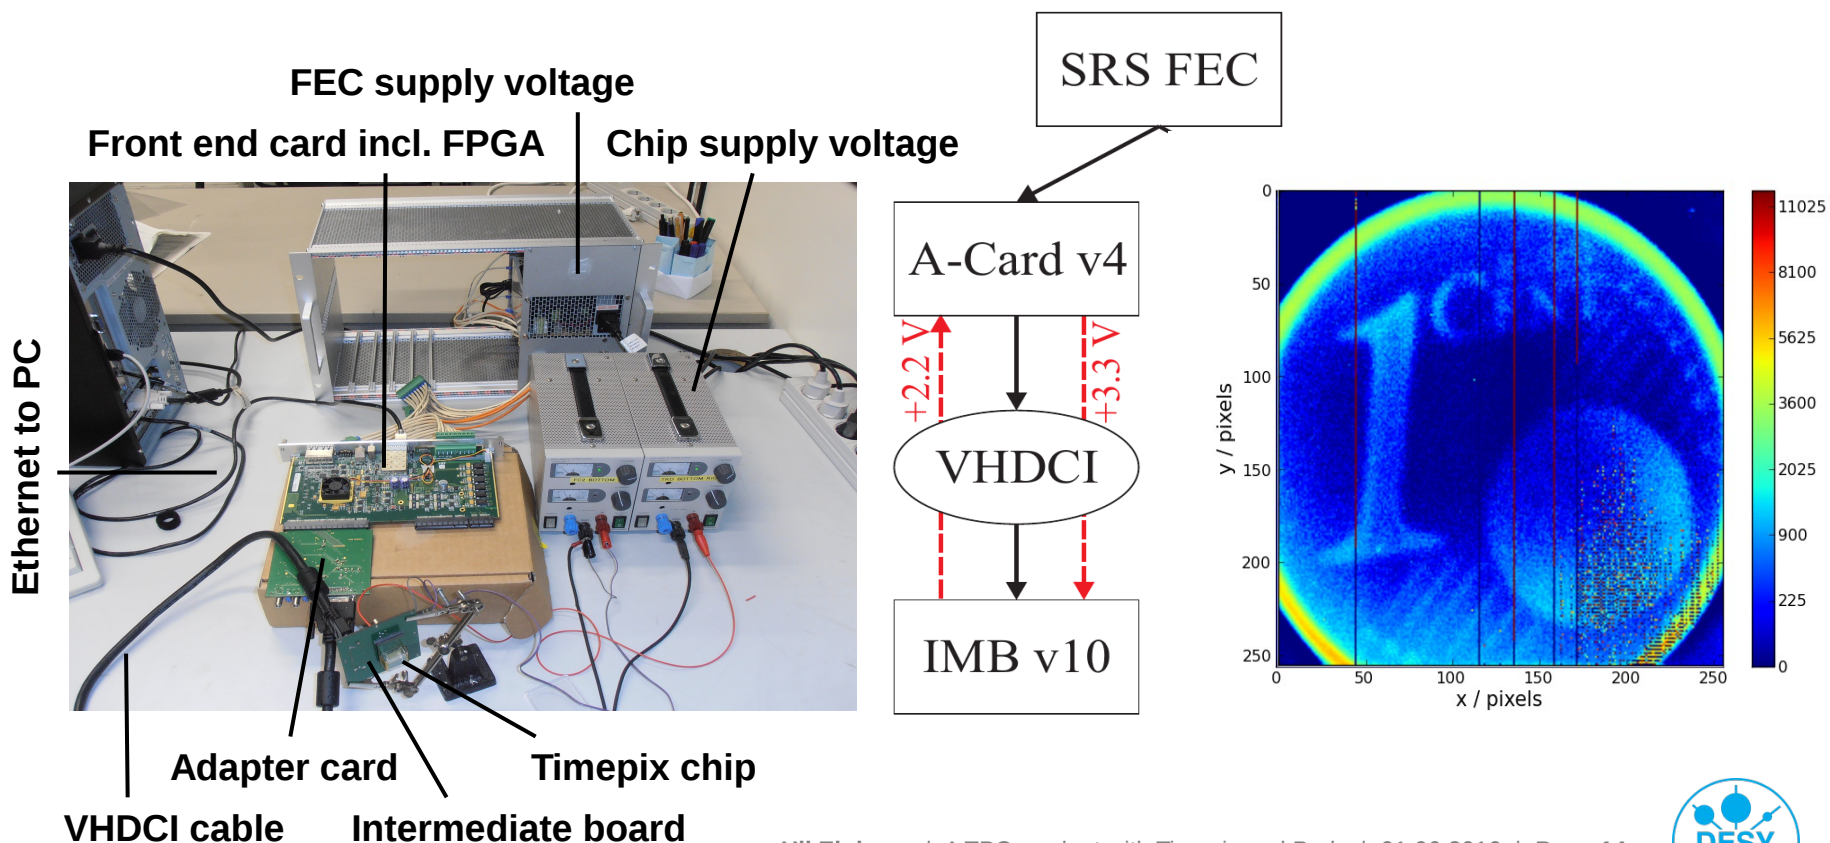 FEC supply voltage
Front end card incl. FPGA
Chip supply voltage
Ethernet to PC
Adapter card
Timepix chip
VHDCI cable
Intermediate board
SRS FEC
A-Card v4
+2.2 V
+3.3 V
VHDCI
IMB v10
0
50
100
150
200
250
y / pixels
0
50
100
150
200
250
x / pixels
11025
8100
5625
3600
2025
900
225
0
DESY